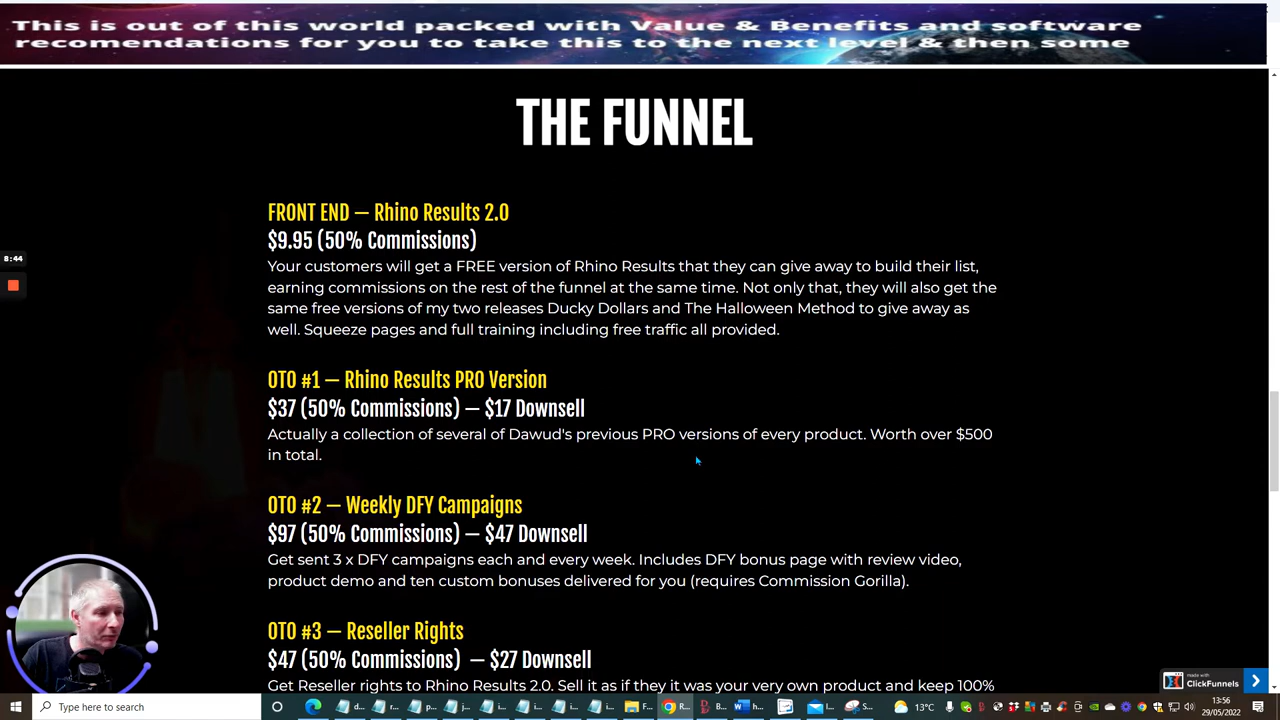 This is out of this world packed with Value & Benefits and software
recomendations for you to take this to the next level & then some
THE FUNNEL
FRONT END — Rhino Results 2.0
$9.95 (50% Commissions)
Your customers will get a FREE version of Rhino Results that they can give away to build their list,
earning commissions on the rest of the funnel at the same time. Not only that, they will also get the
same free versions of my two releases Ducky Dollars and The Halloween Method to give away as
well. Squeeze pages and full training including free traffic all provided.
8:44
OTO #1 — Rhino Results PRO Version
$37 (50% Commissions) — $17 Downsell
Actually a collection of several of Dawud's previous PRO versions of every product. Worth over $500
in total.
OTO #2 — Weekly DFY Campaigns
$97 (50% Commissions) — $47 Downsell
Get sent 3 x DFY campaigns each and every week. Includes DFY bonus page with review video,
product demo and ten custom bonuses delivered for you (requires Commission Gorilla).
OTO #3 — Reseller Rights
$47 (50% Commissions) — $27 Downsell
Get Reseller rights to Rhino Results 2.0. Sell it as if they it was your very own product and keep 100%
made with
ClickFunnels
Type here to search
d...
r...
p...
j...
i...
i...
i...
i...
F...
R...
B...
h...
I...
S...
13°C
13:56
29/05/2022